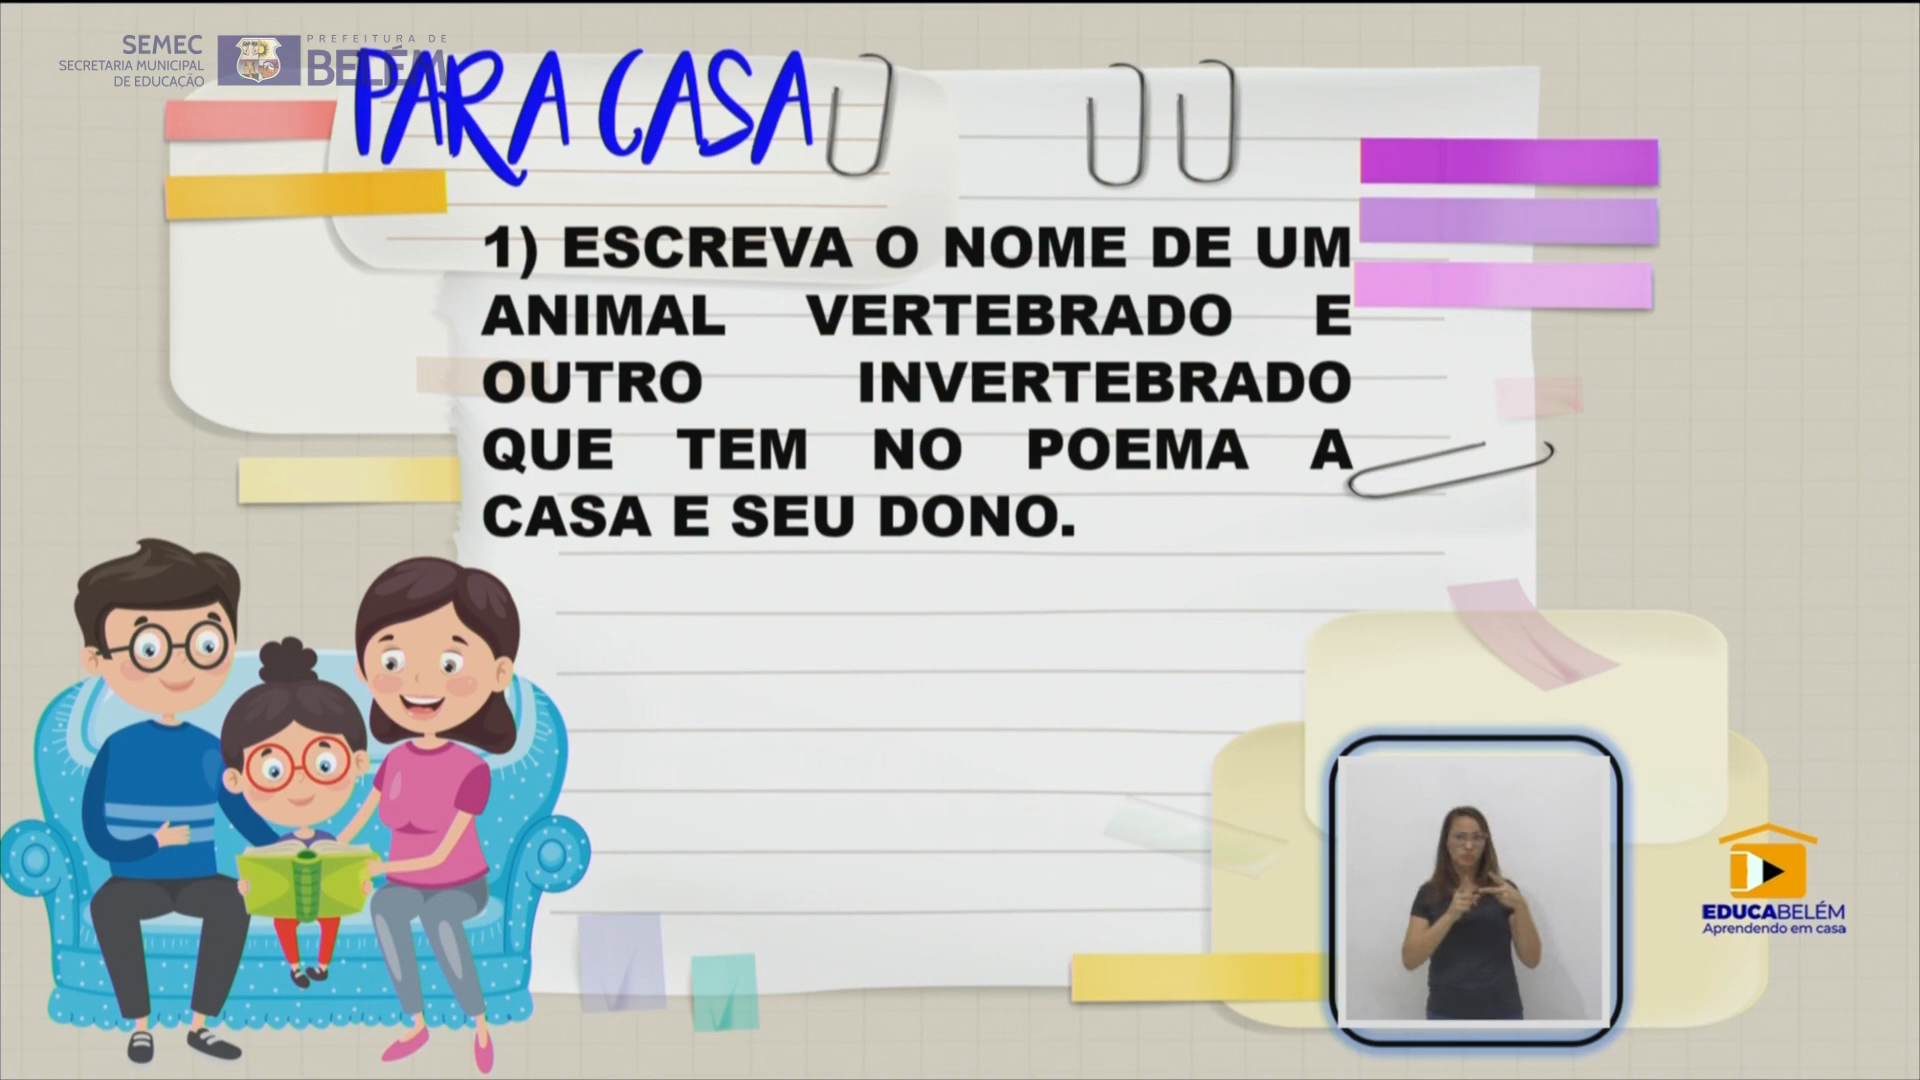 SEMEC
SECRETARIA MUNICIPAL
DE EDUCAÇÃO
PREFEITURA DE
BELÉM
PARA CASA
1) ESCREVA O NOME DE UM
ANIMAL VERTEBRADO E
OUTRO INVERTEBRADO
QUE TEM NO POEMA A
CASA E SEU DONO.
EDUCABELÉM
Aprendendo em casa